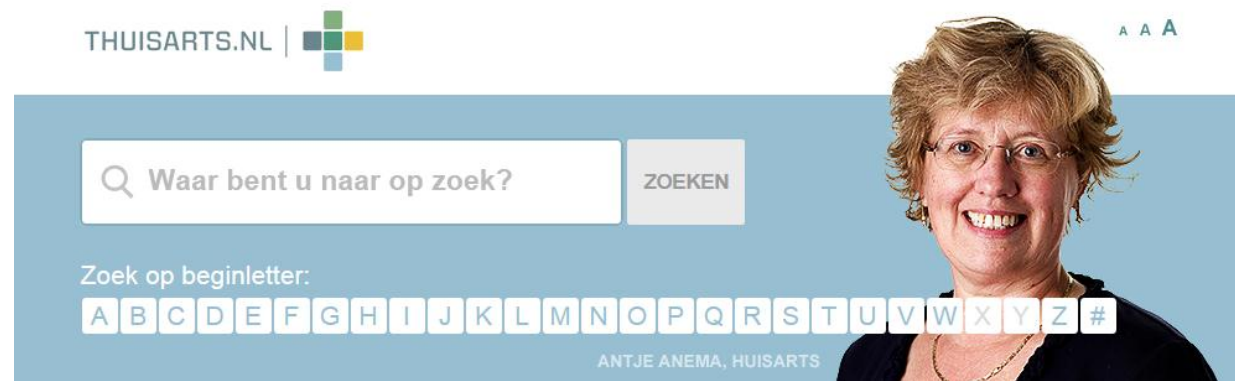 THUISARTS.NL
A A A
Waar bent u naar op zoek?
ZOEKEN
Zoek op beginletter:
A B C D E F G H I J K L M N O P Q R S T U V W X Y Z #
ANTJE ANEMA, HUISARTS